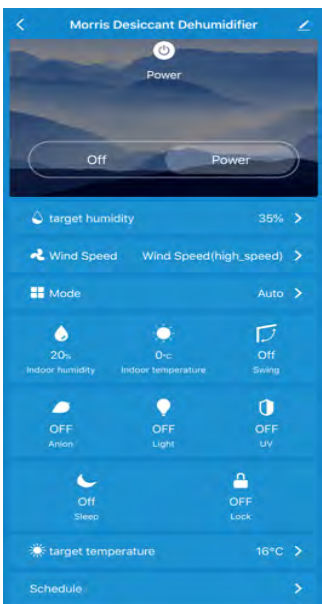 Morris Desiccant Dehumidifier
Power
Off Power
target humidity 35%
Wind Speed Wind Speed(high_speed)
Mode Auto
20% 0°C Off
Indoor humidity Indoor temperature Swing
OFF OFF OFF
Anion Light UV
Off OFF
Sleep Lock
target temperature 16°C
Schedule